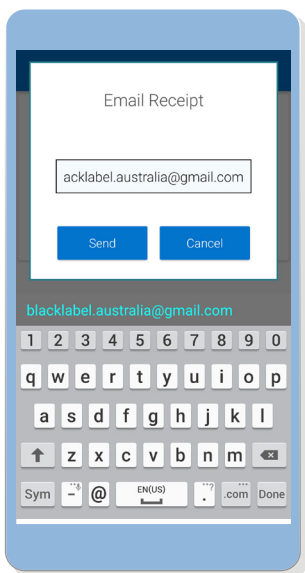 Email Receipt
acklabel.australia@gmail.com
Send Cancel
blacklabel.australia@gmail.com
1 2 3 4 5 6 7 8 9 0
q w e r t y u i o p
a s d f g h j k l
z x c v b n m
Sym - @ EN(US) . ? .com Done